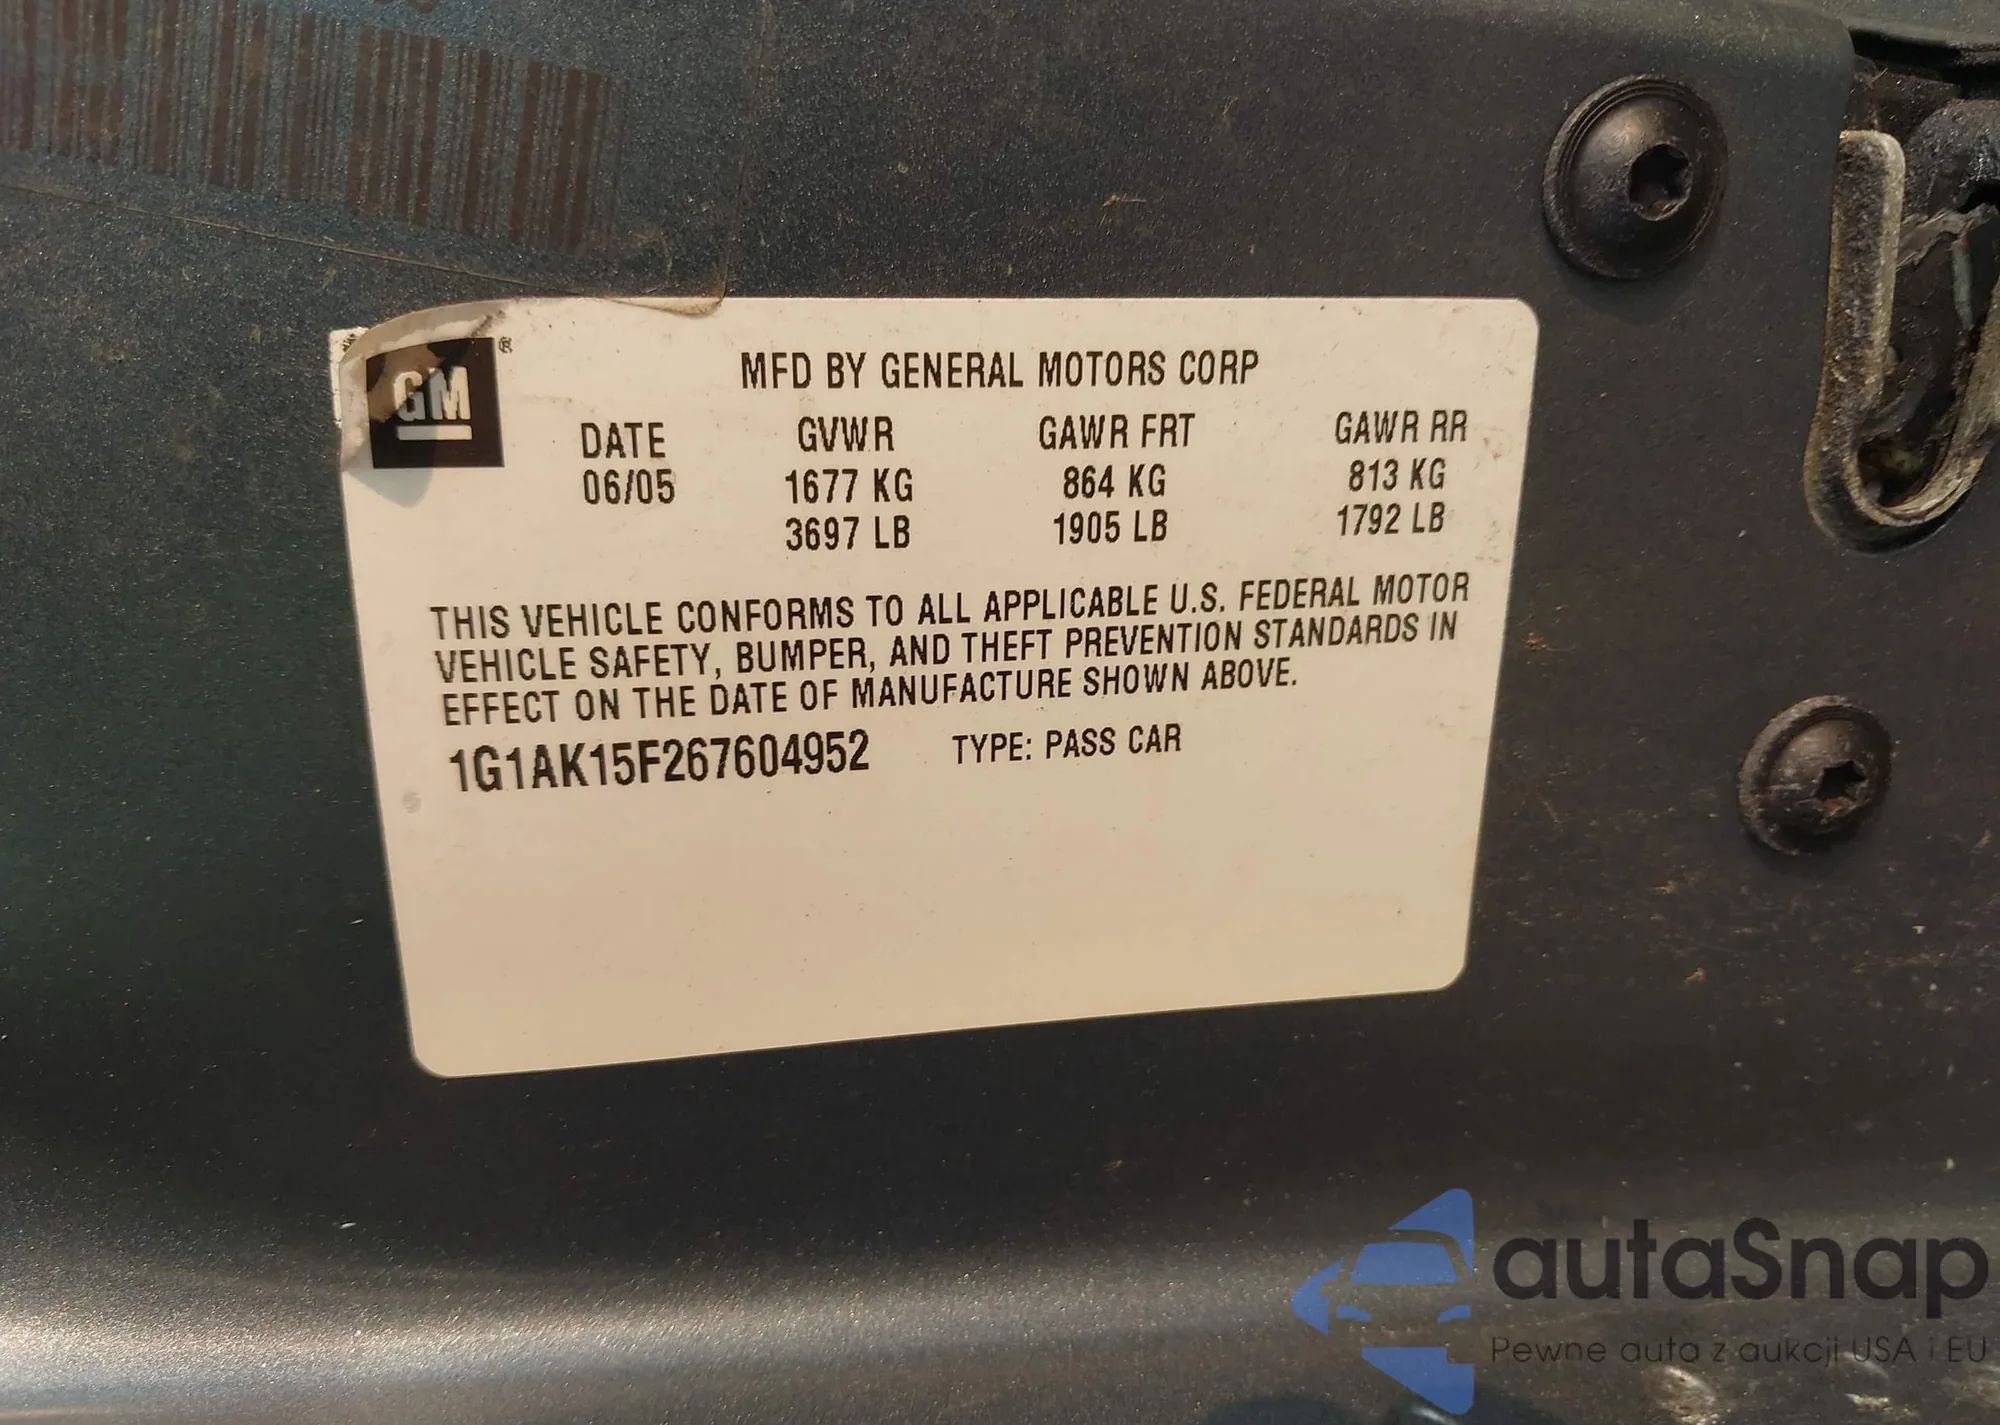 GM
®
MFD BY GENERAL MOTORS CORP
DATE GVWR GAWR FRT GAWR RR
06/05 1677 KG 864 KG 813 KG
3697 LB 1905 LB 1792 LB
THIS VEHICLE CONFORMS TO ALL APPLICABLE U.S. FEDERAL MOTOR
VEHICLE SAFETY, BUMPER, AND THEFT PREVENTION STANDARDS IN
EFFECT ON THE DATE OF MANUFACTURE SHOWN ABOVE.
1G1AK15F267604952 TYPE: PASS CAR
autaSnap
Pewne auta z aukcji USA i EU